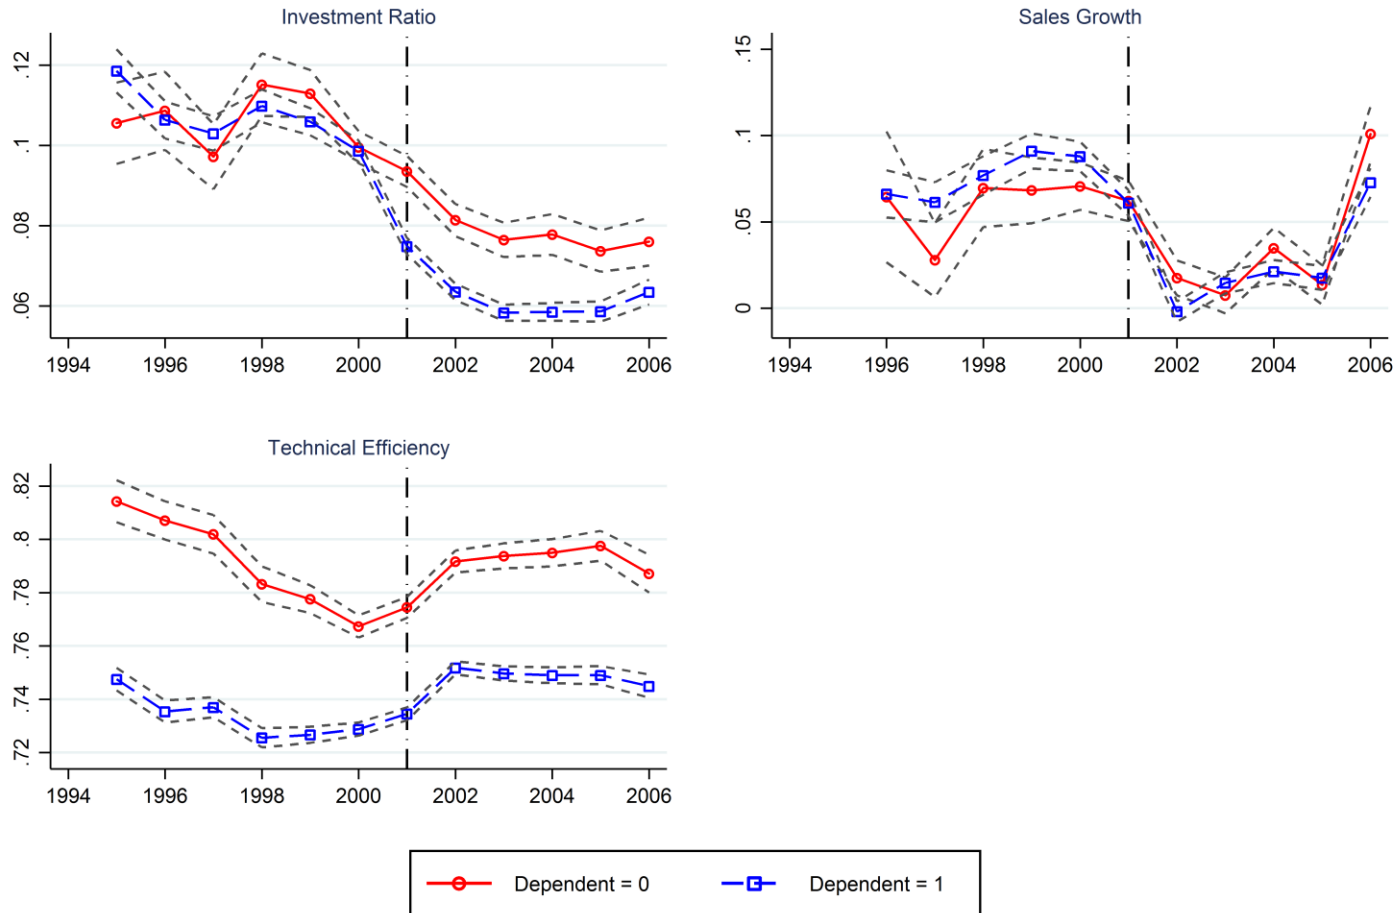 Investment Ratio
.12
.1
.08
.06
1994 1996 1998 2000 2002 2004 2006
Sales Growth
.15
.1
.05
0
1994 1996 1998 2000 2002 2004 2006
Technical Efficiency
.82
.8
.78
.76
.74
.72
1994 1996 1998 2000 2002 2004 2006
Dependent = 0 Dependent = 1